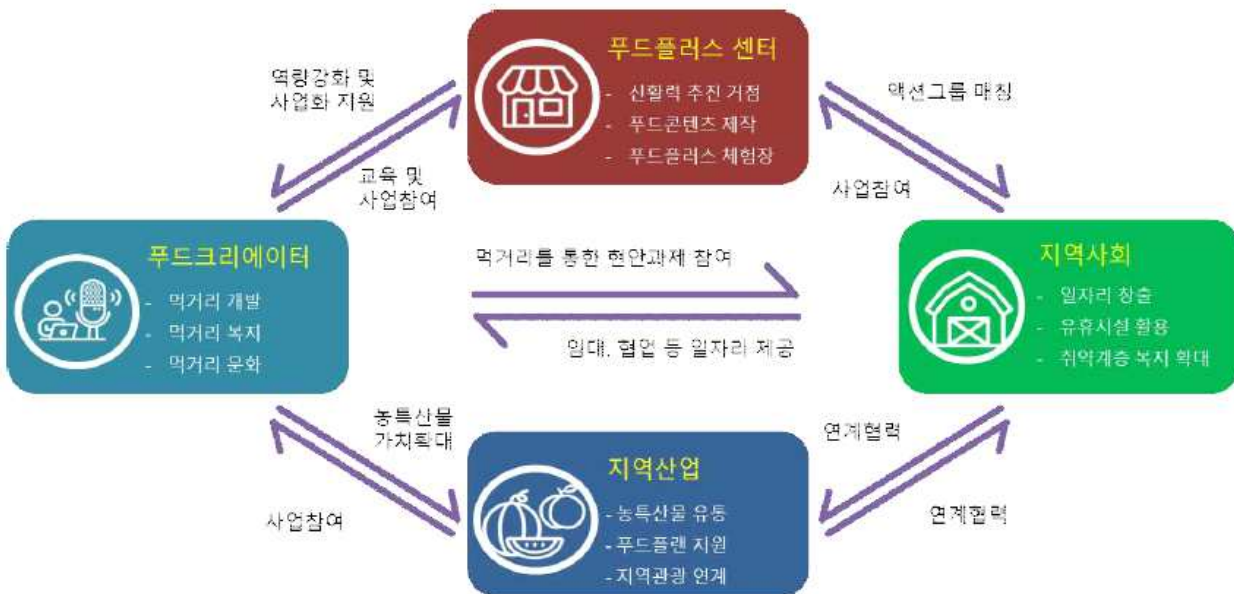 푸드플러스 센터
- 신활력 추진 거점
- 푸드콘텐츠 제작
- 푸드플러스 체험장
역량강화 및
사업화 지원
교육 및
사업참여
액션그룹 매칭
사업참여
푸드크리에이터
- 먹거리 개발
- 먹거리 복지
- 먹거리 문화
먹거리를 통한 현안과제 참여
임대, 협업 등 일자리 제공
지역사회
- 일자리 창출
- 유휴시설 활용
- 취약계층 복지 확대
농특산물
가치확대
사업참여
지역산업
- 농특산물 유통
- 푸드플랜 지원
- 지역관광 연계
연계협력
연계협력